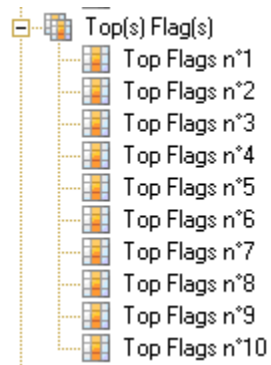 Top(s) Flag(s)
Top Flags n°1
Top Flags n°2
Top Flags n°3
Top Flags n°4
Top Flags n°5
Top Flags n°6
Top Flags n°7
Top Flags n°8
Top Flags n°9
Top Flags n°10